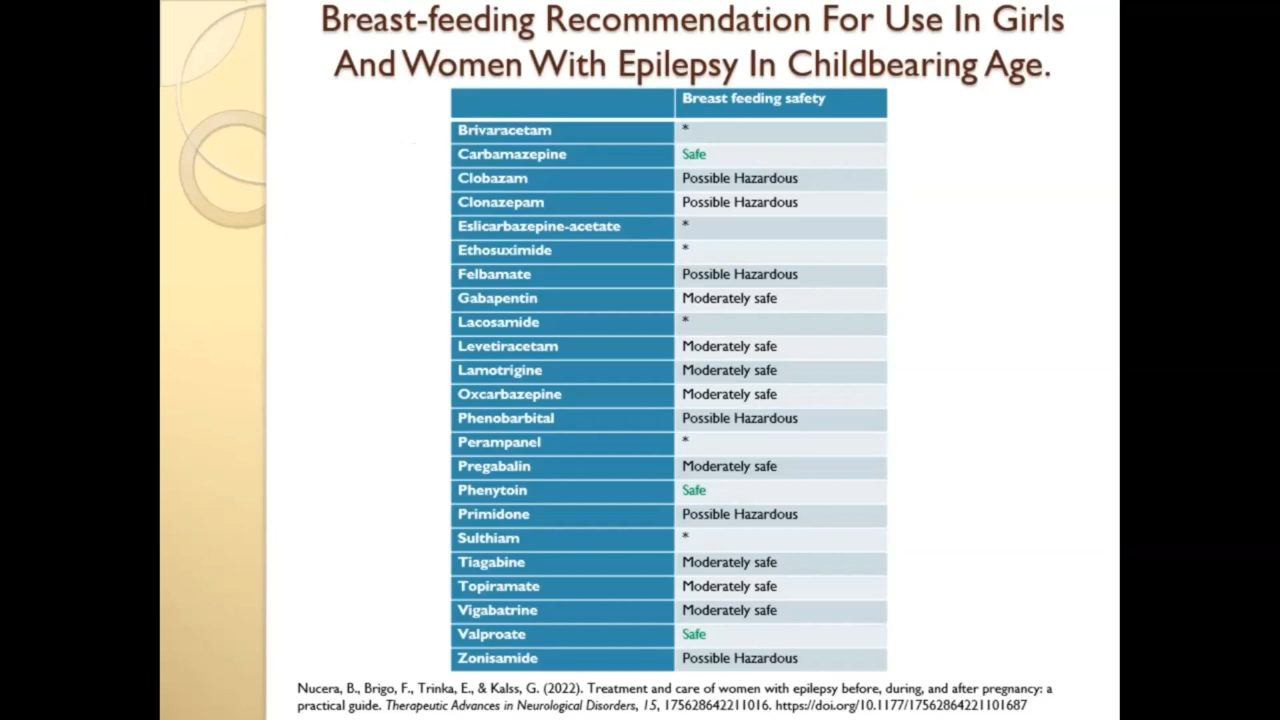 Breast-feeding Recommendation For Use In Girls
And Women With Epilepsy In Childbearing Age.
Breast feeding safety
Brivaracetam *
Carbamazepine Safe
Clobazam Possible Hazardous
Clonazepam Possible Hazardous
Eslicarbazepine-acetate *
Ethosuximide *
Felbamate Possible Hazardous
Gabapentin Moderately safe
Lacosamide *
Levetiracetam Moderately safe
Lamotrigine Moderately safe
Oxcarbazepine Moderately safe
Phenobarbital Possible Hazardous
Perampanel *
Pregabalin Moderately safe
Phenytoin Safe
Primidone Possible Hazardous
Sulthiam *
Tiagabine Moderately safe
Topiramate Moderately safe
Vigabatrine Moderately safe
Valproate Safe
Zonisamide Possible Hazardous
Nucera, B., Brigo, F., Trinka, E., & Kalss, G. (2022). Treatment and care of women with epilepsy before, during, and after pregnancy: a
practical guide. Therapeutic Advances in Neurological Disorders, 15, 175628642211016. https://doi.org/10.1177/17562864221101687